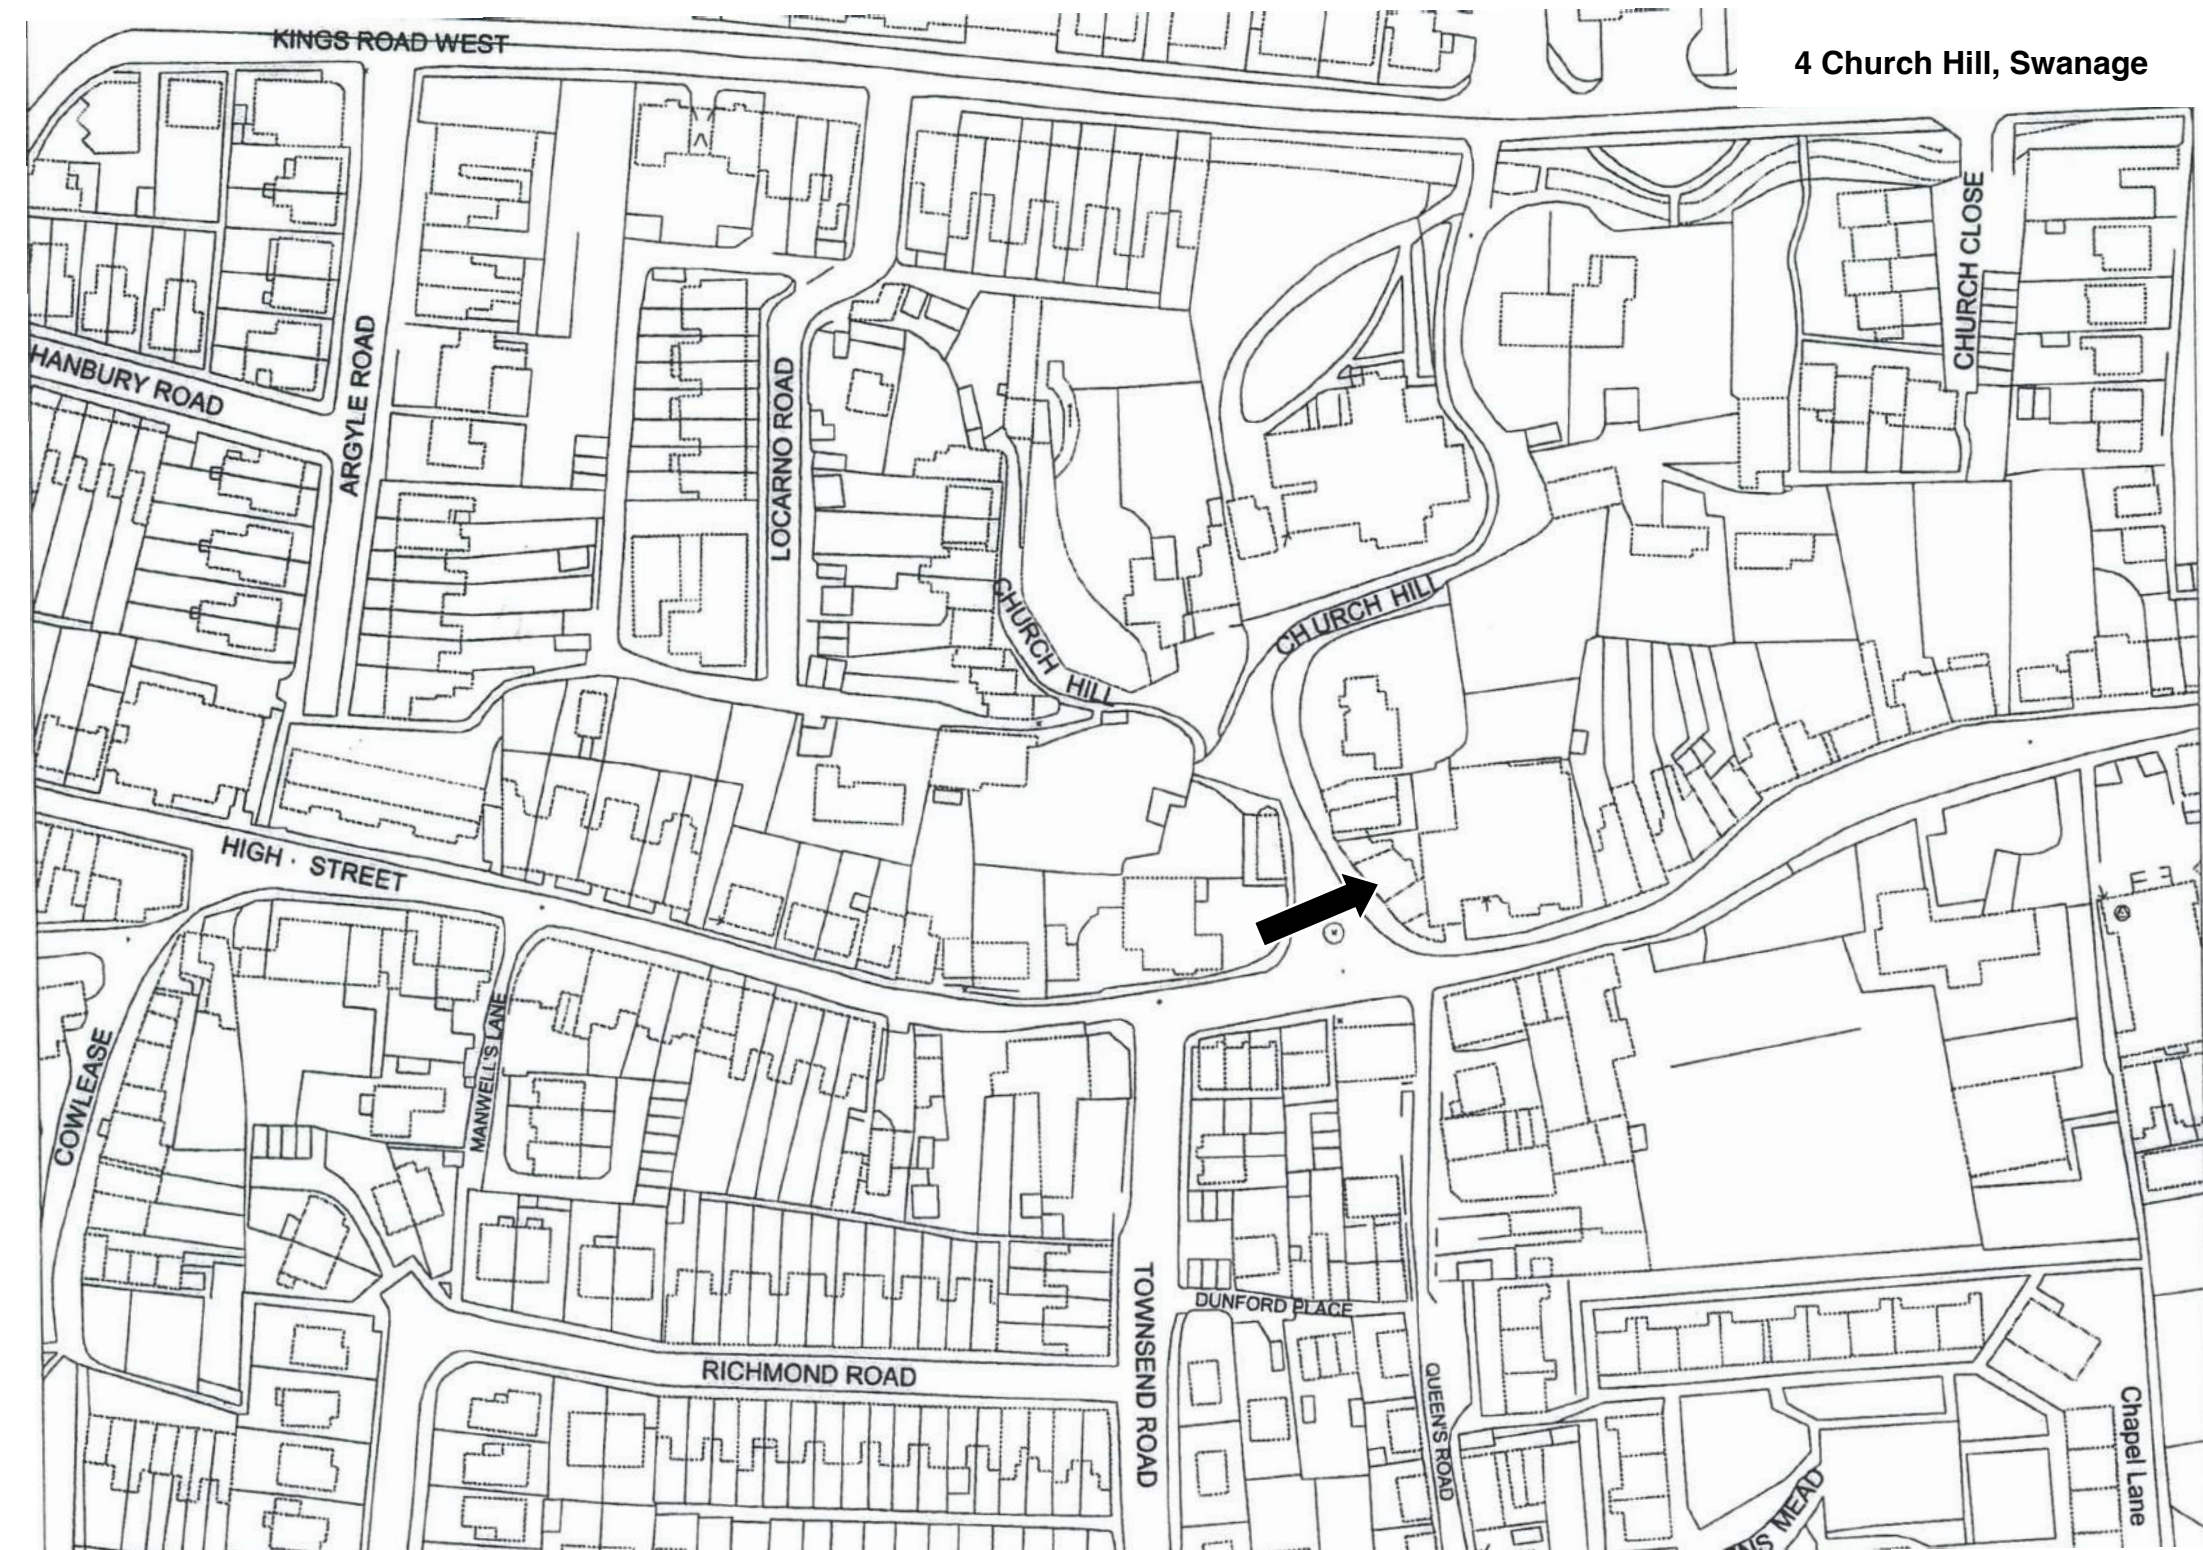 KINGS ROAD WEST
4 Church Hill, Swanage
CHURCH CLOSE
HANBURY ROAD
ARGYLE ROAD
LOCARNO ROAD
CHURCH HILL
CHURCH HILL
HIGH STREET
COWLEASE
MANWELL'S LANE
TOWNSEND ROAD
DUNFORD PLACE
RICHMOND ROAD
QUEEN'S ROAD
Chapel Lane
MEAD